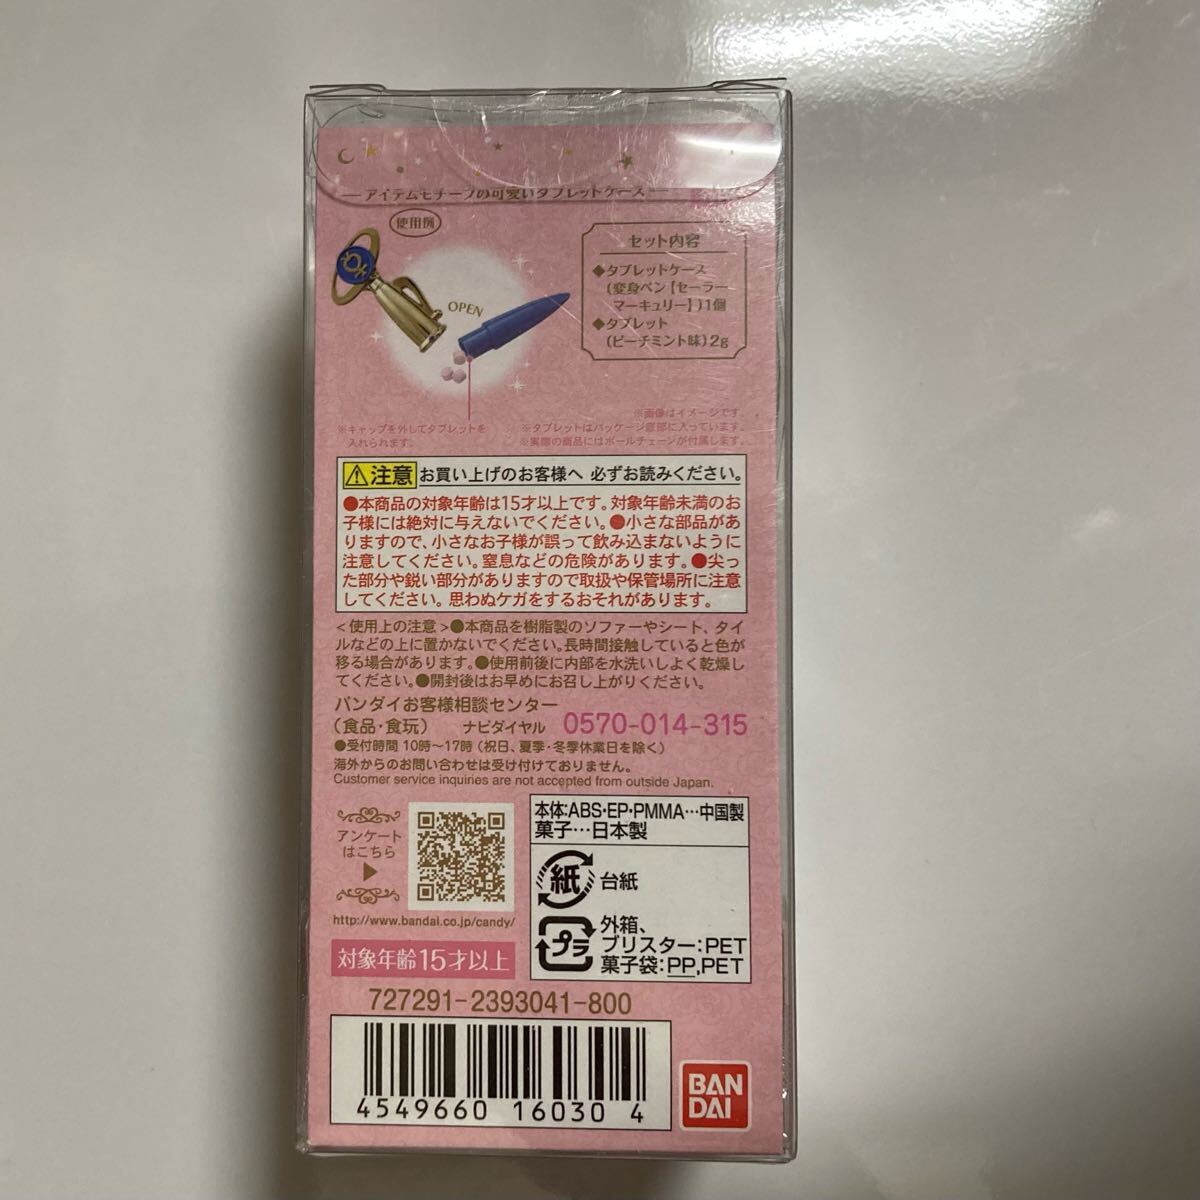 アイテムモチーフの可愛いタブレットケース
使用例
OPEN
セット内容
◆タブレットケース
(変身ペン【セーラー
マーキュリー】)1個
◆タブレット
(ピーチミント味)2g
※キャップを外してタブレットを
入れられます。
※画像はイメージです。
※タブレットはパッケージ底部に入っています。
※実際の商品にはボールチェーンが付属します。
注意 お買い上げのお客様へ 必ずお読みください。
●本商品の対象年齢は15才以上です。対象年齢未満のお
子様には絶対に与えないでください。●小さな部品があ
りますので、小さなお子様が誤って飲み込まないように
注意してください。窒息などの危険があります。●尖っ
た部分や鋭い部分がありますので取扱や保管場所に注意
してください。思わぬケガをするおそれがあります。
<使用上の注意>●本商品を樹脂製のソファーやシート、タイ
ルなどの上に置かないでください。長時間接触していると色が
移る場合があります。●使用前後に内部を水洗いしよく乾燥し
てください。●開封後はお早めにお召し上がりください。
バンダイお客様相談センター
(食品・食玩) ナビダイヤル 0570-014-315
●受付時間 10時〜17時(祝日、夏季・冬季休業日を除く)
海外からのお問い合わせは受け付けておりません。
Customer service inquiries are not accepted from outside Japan.
アンケート
はこちら
http://www.bandai.co.jp/candy/
対象年齢15才以上
本体:ABS・EP・PMMA…中国製
菓子…日本製
紙 台紙
プラ 外箱、
ブリスター:PET
菓子袋:PP,PET
727291-2393041-800
4549660 16030 4
BAN
DAI